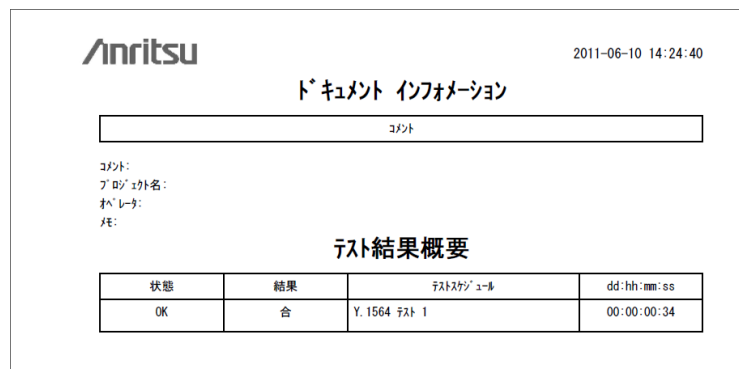 Anritsu
2011-06-10 14:24:40
ﾄﾞｷｭﾒﾝﾄ ｲﾝﾌｫﾒｰｼｮﾝ
ｺﾒﾝﾄ
ｺﾒﾝﾄ:
ﾌﾟﾛｼﾞｪｸﾄ名:
ｵﾍﾟﾚｰﾀ:
ﾒﾓ:
ﾃｽﾄ結果概要
状態 結果 ﾃｽﾄｽｹｼﾞｭｰﾙ dd:hh:mm:ss
OK 合 Y.1564 ﾃｽﾄ 1 00:00:00:34